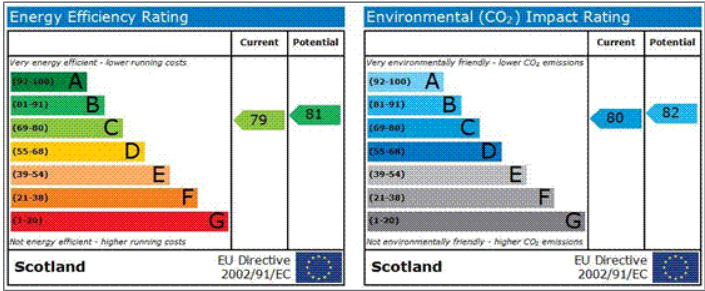 Energy Efficiency Rating
Current Potential
Very energy efficient - lower running costs
(92-100) A
(81-91) B
(69-80) C
(55-68) D
(39-54) E
(21-38) F
(1-20) G
79 81
Not energy efficient - higher running costs
Scotland
EU Directive
2002/91/EC
Environmental (CO₂) Impact Rating
Current Potential
Very environmentally friendly - lower CO₂ emissions
(92-100) A
(81-91) B
(69-80) C
(55-68) D
(39-54) E
(21-38) F
(1-20) G
80 82
Not environmentally friendly - higher CO₂ emissions
Scotland
EU Directive
2002/91/EC